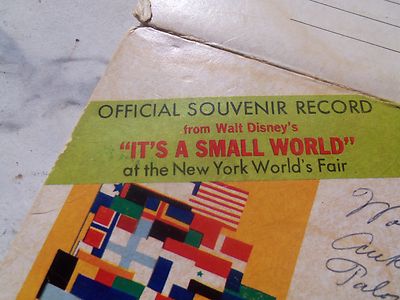 OFFICIAL SOUVENIR RECORD
from Walt Disney's
"IT'S A SMALL WORLD"
at the New York World's Fair